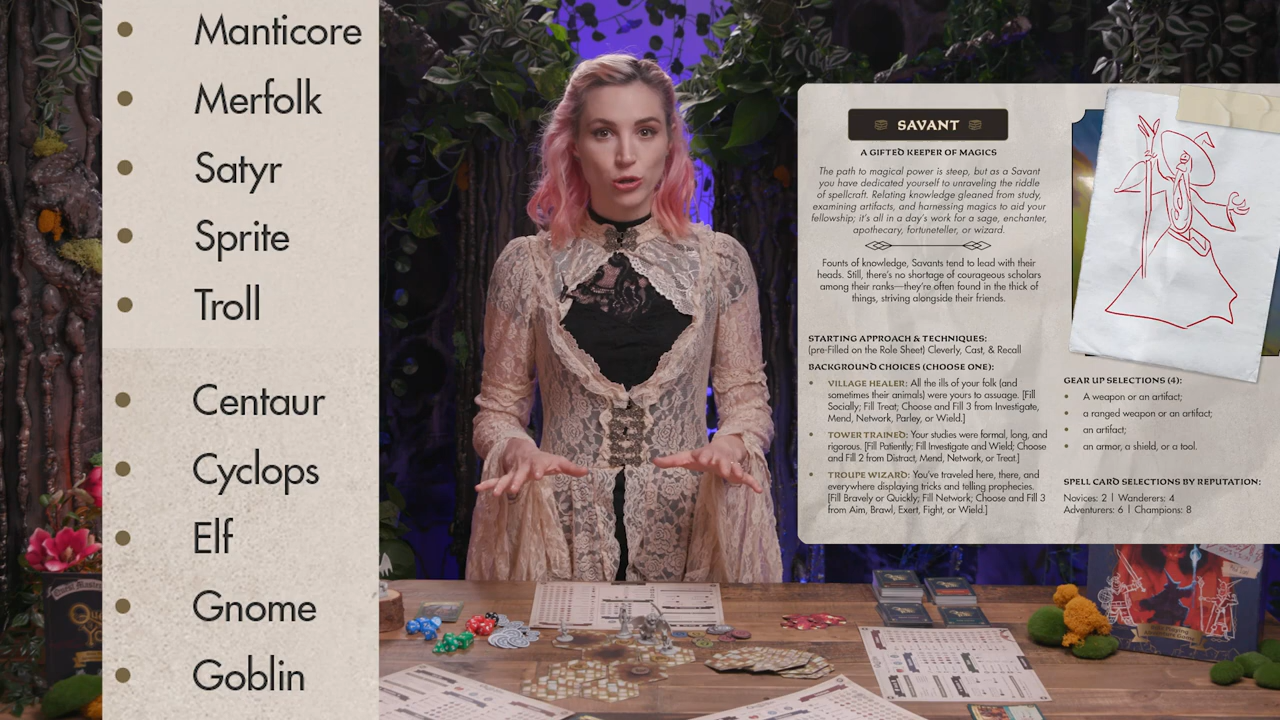 Manticore
Merfolk
Satyr
Sprite
Troll
Centaur
Cyclops
Elf
Gnome
Goblin
SAVANT
A GIFTED KEEPER OF MAGICS
The path to magical power is steep, but as a Savant
you have dedicated yourself to unraveling the riddle
of spellcraft. Relating knowledge gleaned from study,
examining artifacts, and harnessing magics to aid your
fellowship; it's all in a day's work for a sage, enchanter,
apothecary, fortuneteller, or wizard.
Founts of knowledge, Savants tend to lead with their
heads. Still, there's no shortage of courageous scholars
among their ranks—they're often found in the thick of
things, striving alongside their friends.
STARTING APPROACH & TECHNIQUES:
(pre-Filled on the Role Sheet) Cleverly, Cast, & Recall
BACKGROUND CHOICES (CHOOSE ONE):
VILLAGE HEALER: All the ills of your folk (and
sometimes their animals) were yours to assuage. [Fill
Socially; Fill Treat; Choose and Fill 3 from Investigate,
Mend, Network, Parley, or Wield.]
TOWER TRAINED: Your studies were formal, long, and
rigorous. [Fill Patiently; Fill Investigate and Wield; Choose
and Fill 2 from Distract, Mend, Network, or Treat.]
TROUPE WIZARD: You've traveled here, there, and
everywhere displaying tricks and telling prophecies.
[Fill Bravely or Quickly; Fill Network; Choose and Fill 3
from Aim, Brawl, Exert, Fight, or Wield.]
GEAR UP SELECTIONS (4):
A weapon or an artifact;
a ranged weapon or an artifact;
an artifact;
an armor, a shield, or a tool.
SPELL CARD SELECTIONS BY REPUTATION:
Novices: 2 | Wanderers: 4
Adventurers: 6 | Champions: 8